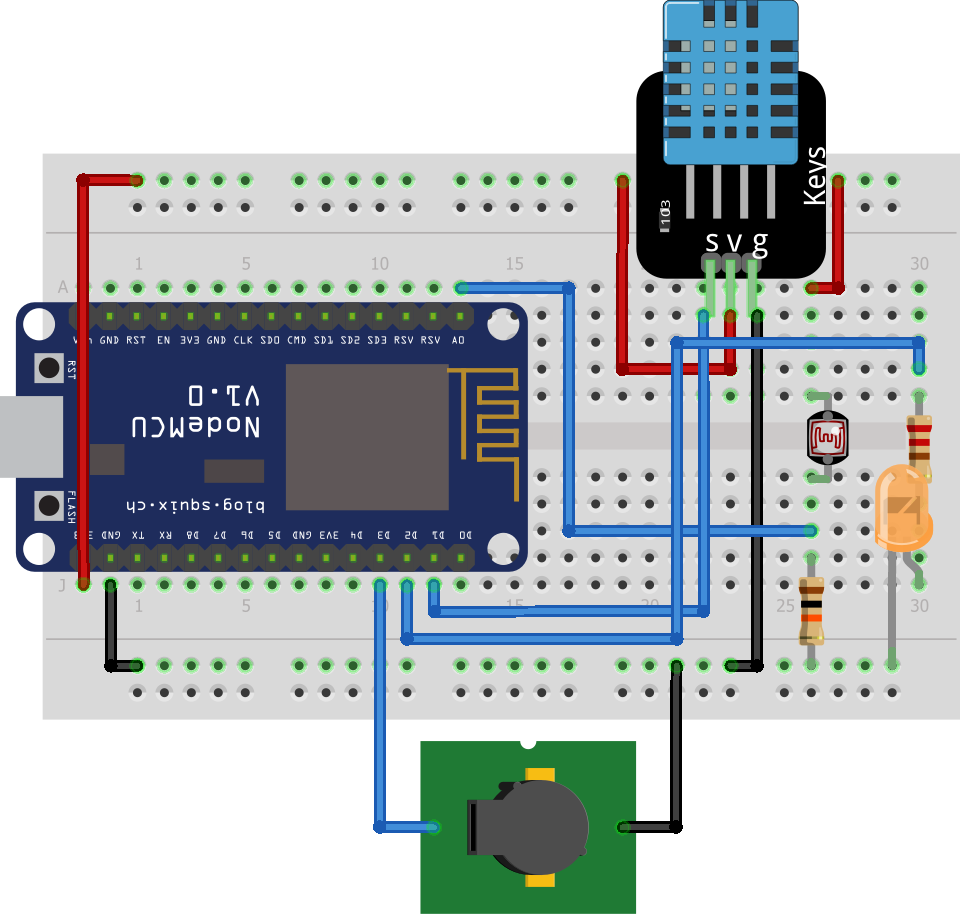 Keys
103
S V g
1 5 10 15 30
A
Vin GND RST EN 3V3 GND CLK SD0 CMD SD1 SD2 SD3 RSV RSV A0
RST
NodeMCU
V1.0
FLASH
blog.squix.ch
3V3 GND TX RX D8 D7 D6 D5 GND 3V3 D4 D3 D2 D1 D0
J
1 5 15 20 25 30